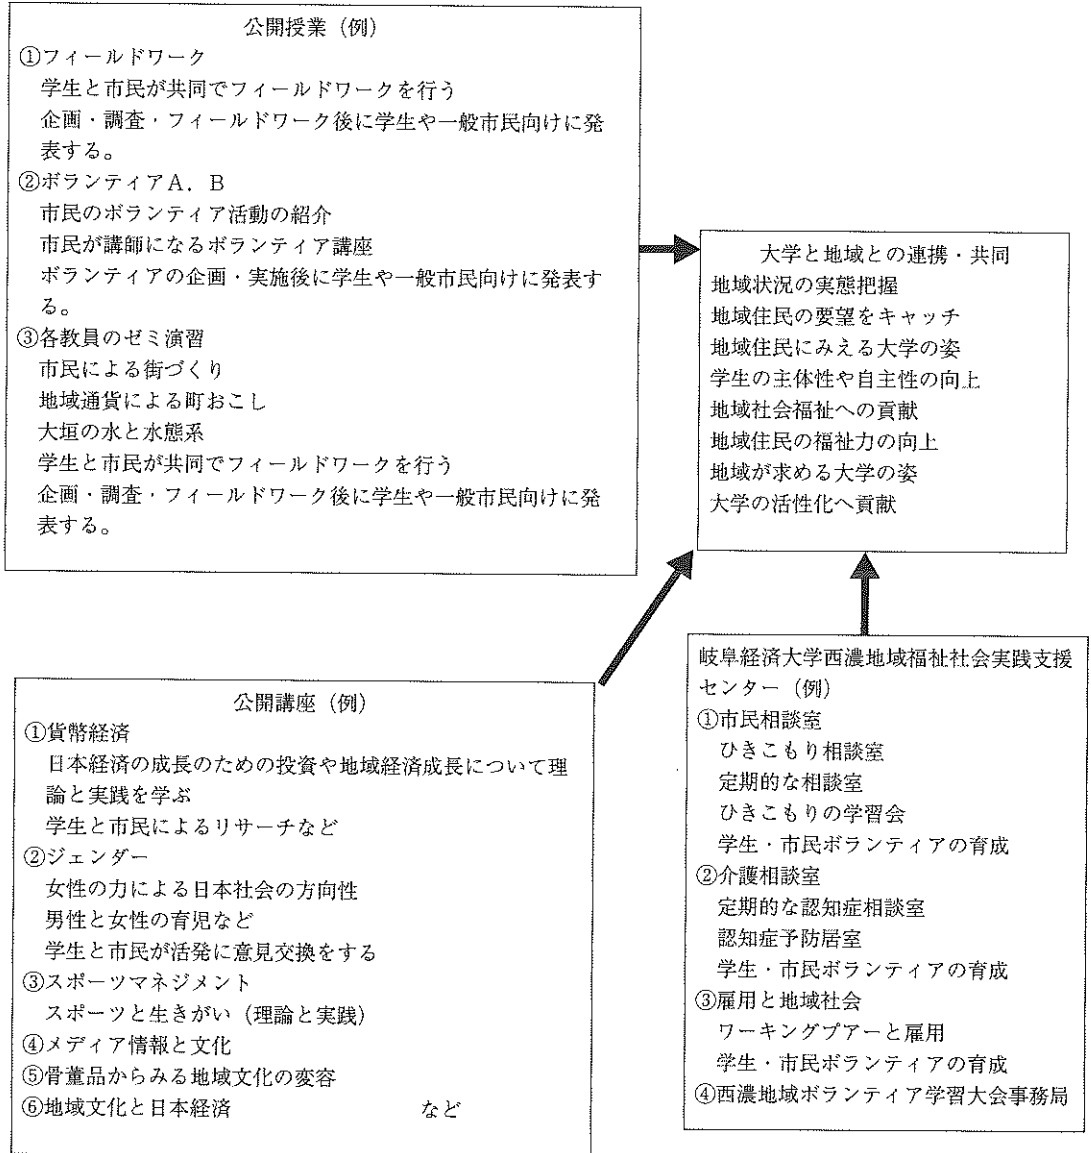 公開授業（例）
①フィールドワーク
学生と市民が共同でフィールドワークを行う
企画・調査・フィールドワーク後に学生や一般市民向けに発
表する。
②ボランティアA．B
市民のボランティア活動の紹介
市民が講師になるボランティア講座
ボランティアの企画・実施後に学生や一般市民向けに発表す
る。
③各教員のゼミ演習
市民による街づくり
地域通貨による町おこし
大垣の水と水態系
学生と市民が共同でフィールドワークを行う
企画・調査・フィールドワーク後に学生や一般市民向けに発
表する。
大学と地域との連携・共同
地域状況の実態把握
地域住民の要望をキャッチ
地域住民にみえる大学の姿
学生の主体性や自主性の向上
地域社会福祉への貢献
地域住民の福祉力の向上
地域が求める大学の姿
大学の活性化へ貢献
公開講座（例）
①貨幣経済
日本経済の成長のための投資や地域経済成長について理
論と実践を学ぶ
学生と市民によるリサーチなど
②ジェンダー
女性の力による日本社会の方向性
男性と女性の育児など
学生と市民が活発に意見交換をする
③スポーツマネジメント
スポーツと生きがい（理論と実践）
④メディア情報と文化
⑤骨董品からみる地域文化の変容
⑥地域文化と日本経済　　　　　　など
岐阜経済大学西濃地域福祉社会実践支援
センター（例）
①市民相談室
ひきこもり相談室
定期的な相談室
ひきこもりの学習会
学生・市民ボランティアの育成
②介護相談室
定期的な認知症相談室
認知症予防居室
学生・市民ボランティアの育成
③雇用と地域社会
ワーキングプアーと雇用
学生・市民ボランティアの育成
④西濃地域ボランティア学習大会事務局